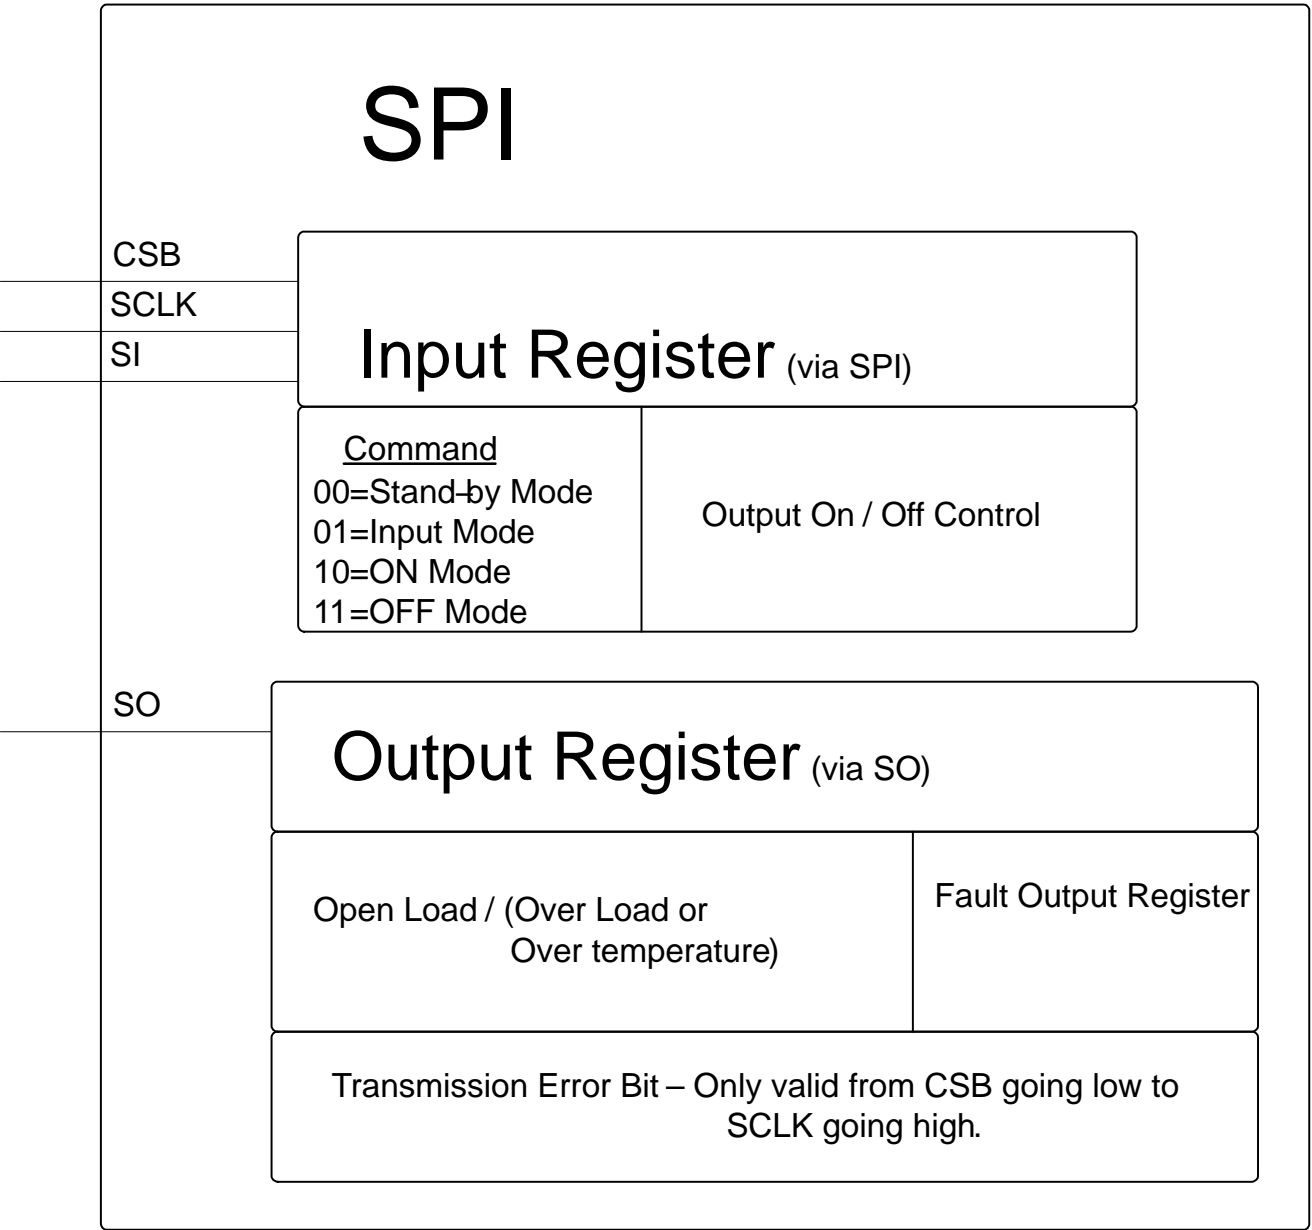 SPI
CSB
SCLK
SI
Input Register (via SPI)
Command
00=Stand-by Mode
01=Input Mode
10=ON Mode
11=OFF Mode
Output On / Off Control
SO
Output Register (via SO)
Open Load / (Over Load or
Over temperature)
Fault Output Register
Transmission Error Bit – Only valid from CSB going low to
SCLK going high.